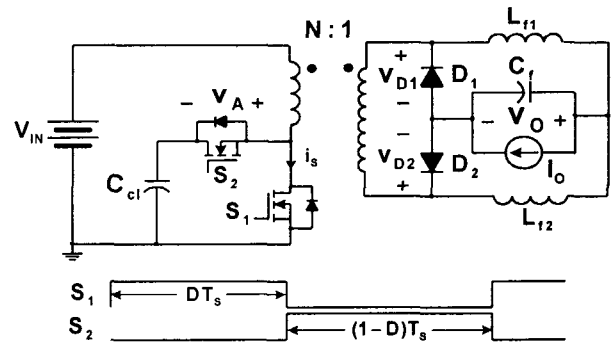 N : 1
L_f1
+
v_D1
D_1
C_f
− v_A +
−
V_IN
−
− V_O +
i_s
S_2
v_D2
D_2
I_o
C_cl
S_1
+
L_f2
S_1
DT_s
S_2
(1 − D)T_s